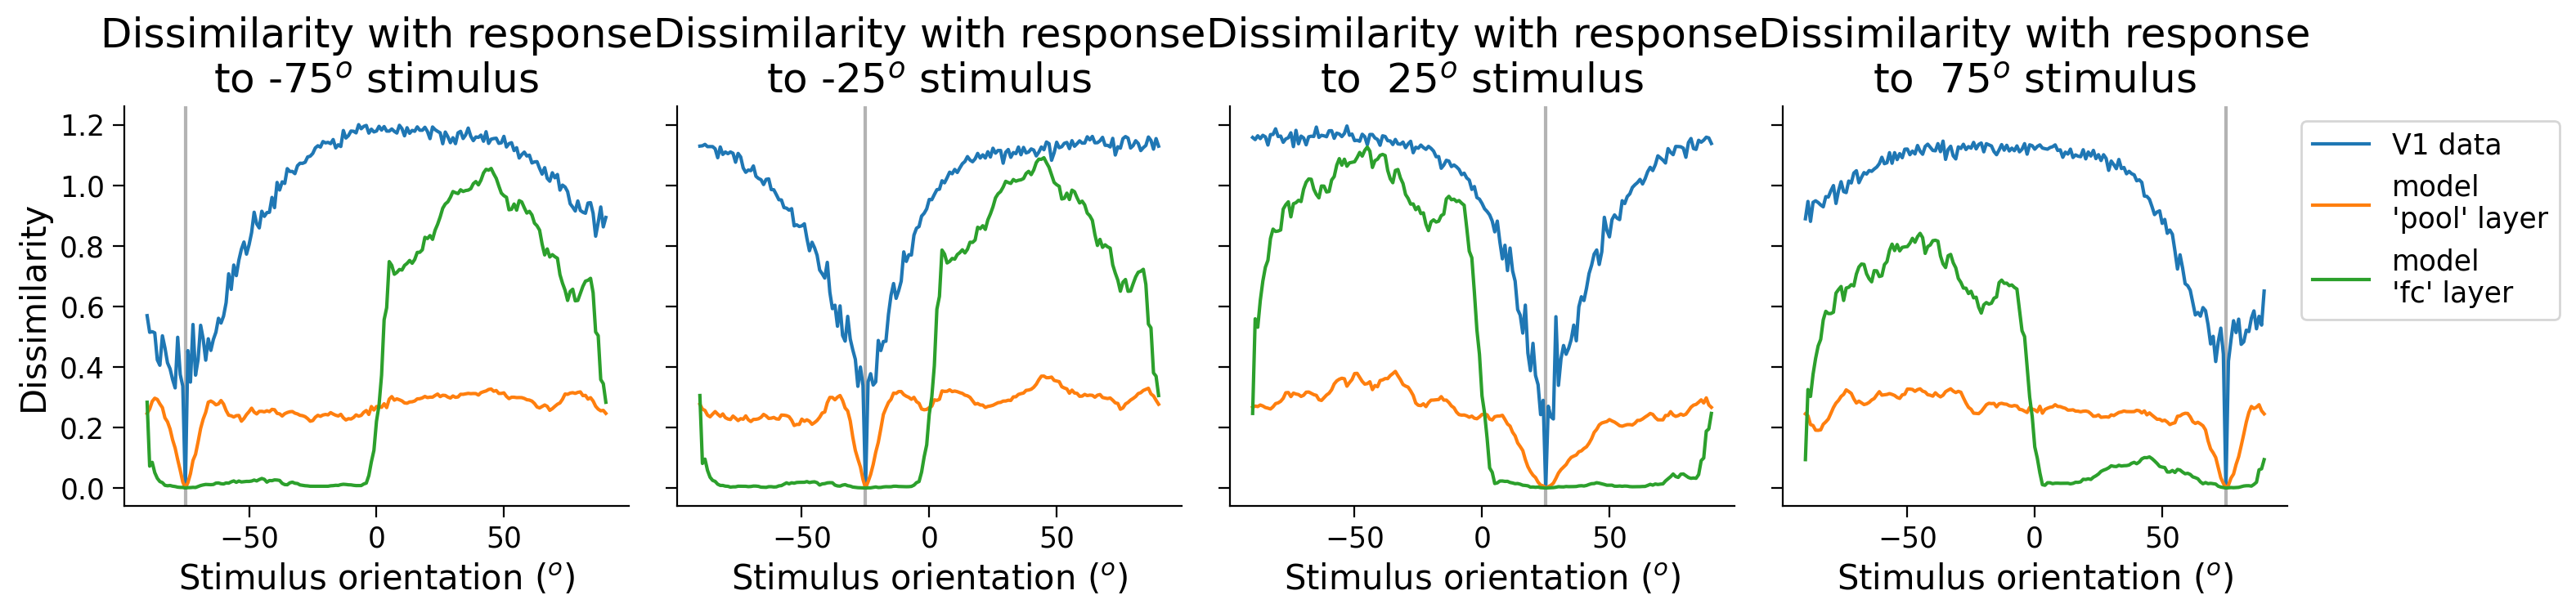 Dissimilarity with response
to -75° stimulus
Dissimilarity with response
to -25° stimulus
Dissimilarity with response
to  25° stimulus
Dissimilarity with response
to  75° stimulus
Dissimilarity
1.2
1.0
0.8
0.6
0.4
0.2
0.0
−50 0 50
−50 0 50
−50 0 50
−50 0 50
Stimulus orientation (°)
Stimulus orientation (°)
Stimulus orientation (°)
Stimulus orientation (°)
V1 data
model
'pool' layer
model
'fc' layer